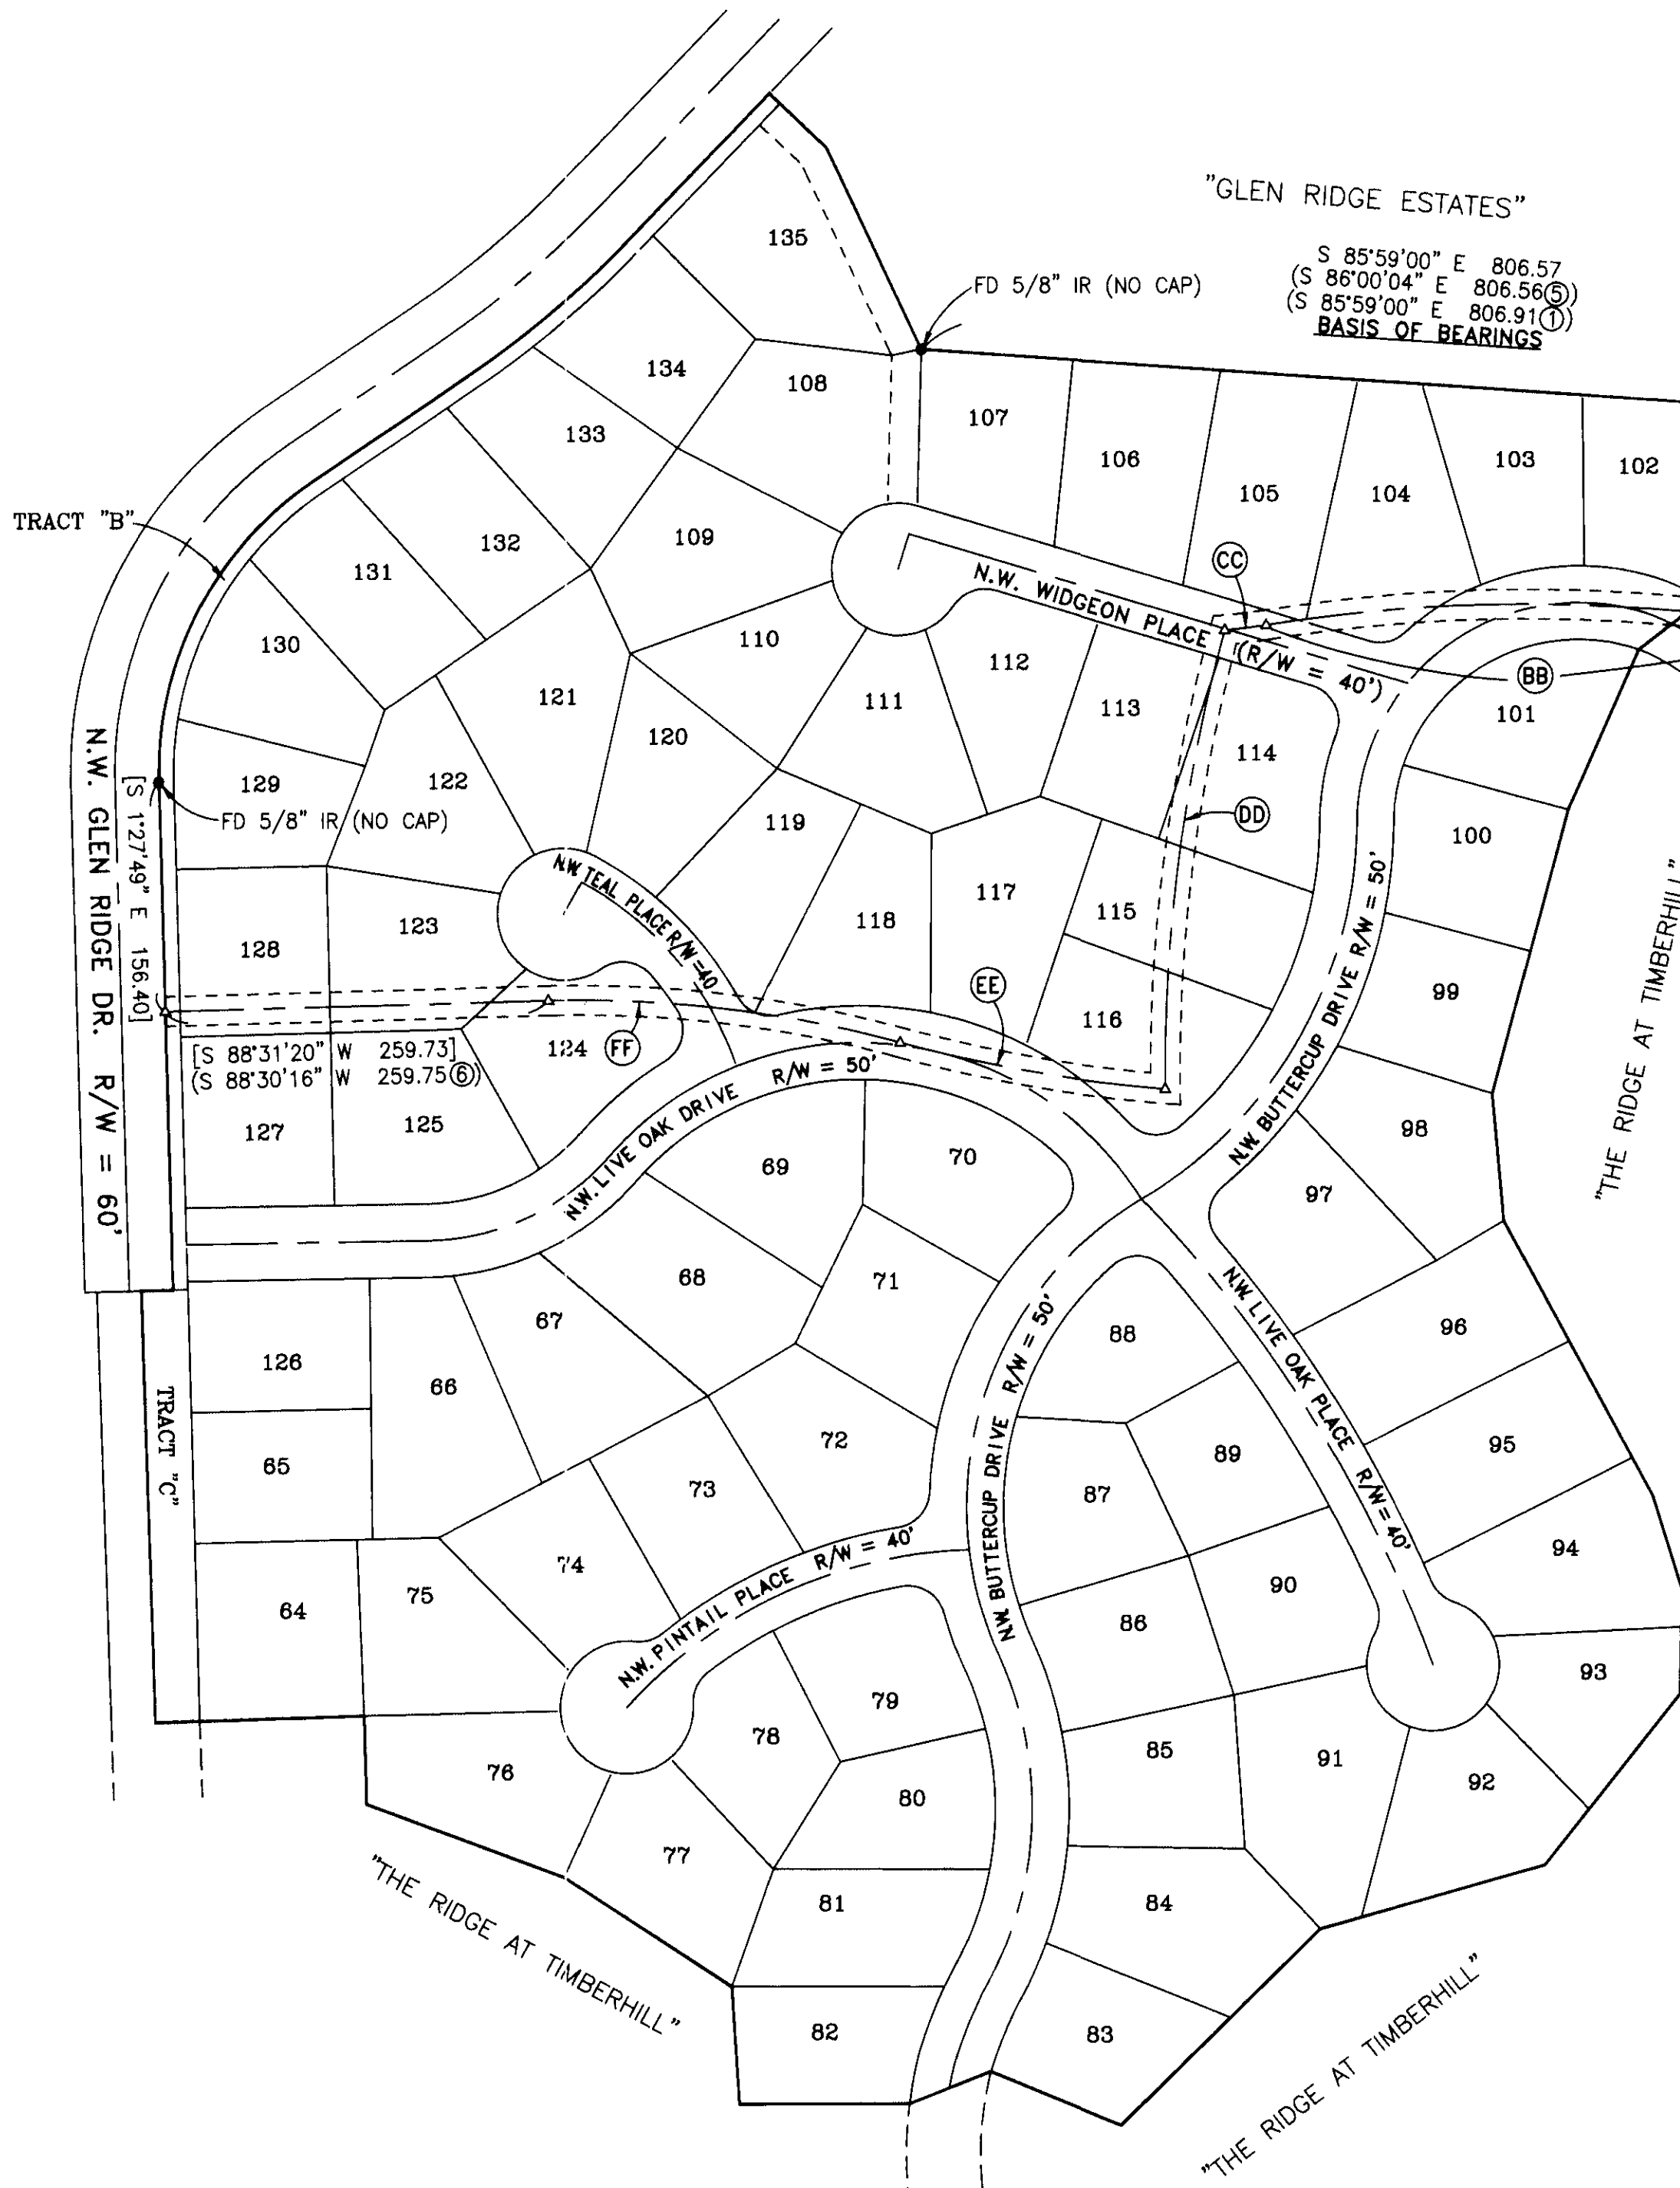 "GLEN RIDGE ESTATES"
S 85°59'00" E 806.57
(S 86°00'04" E 806.56⑤)
(S 85°59'00" E 806.91①)
BASIS OF BEARINGS
135
FD 5/8" IR (NO CAP)
134
108
107
133
106
103
102
105
104
TRACT "B"
132
109
131
CC
N.W. WIDGEON PLACE (R/W = 40')
130
110
112
BB
121
111
113
101
120
114
129
122
FD 5/8" IR (NO CAP)
N.W. GLEN RIDGE DR. R/W = 60'
[S 1°27'49" E 156.40]
119
DD
100
N.W. TEAL PLACE R/W=40
117
115
118
123
128
N.W. BUTTERCUP DRIVE R/W = 50'
"THE RIDGE AT TIMBERHILL"
99
EE
116
124
FF
[S 88°31'20" W 259.73]
(S 88°30'16" W 259.75⑥)
N.W. LIVE OAK DRIVE R/W = 50'
127
125
98
70
69
97
68
71
67
88
96
126
66
N.W. LIVE OAK PLACE R/W = 40'
N.W. BUTTERCUP DRIVE R/W = 50'
TRACT "C"
72
95
89
65
73
87
94
74
N.W. PINTAIL PLACE R/W = 40'
90
75
64
86
93
79
78
85
91
76
92
80
77
81
84
"THE RIDGE AT TIMBERHILL"
82
83
"THE RIDGE AT TIMBERHILL"